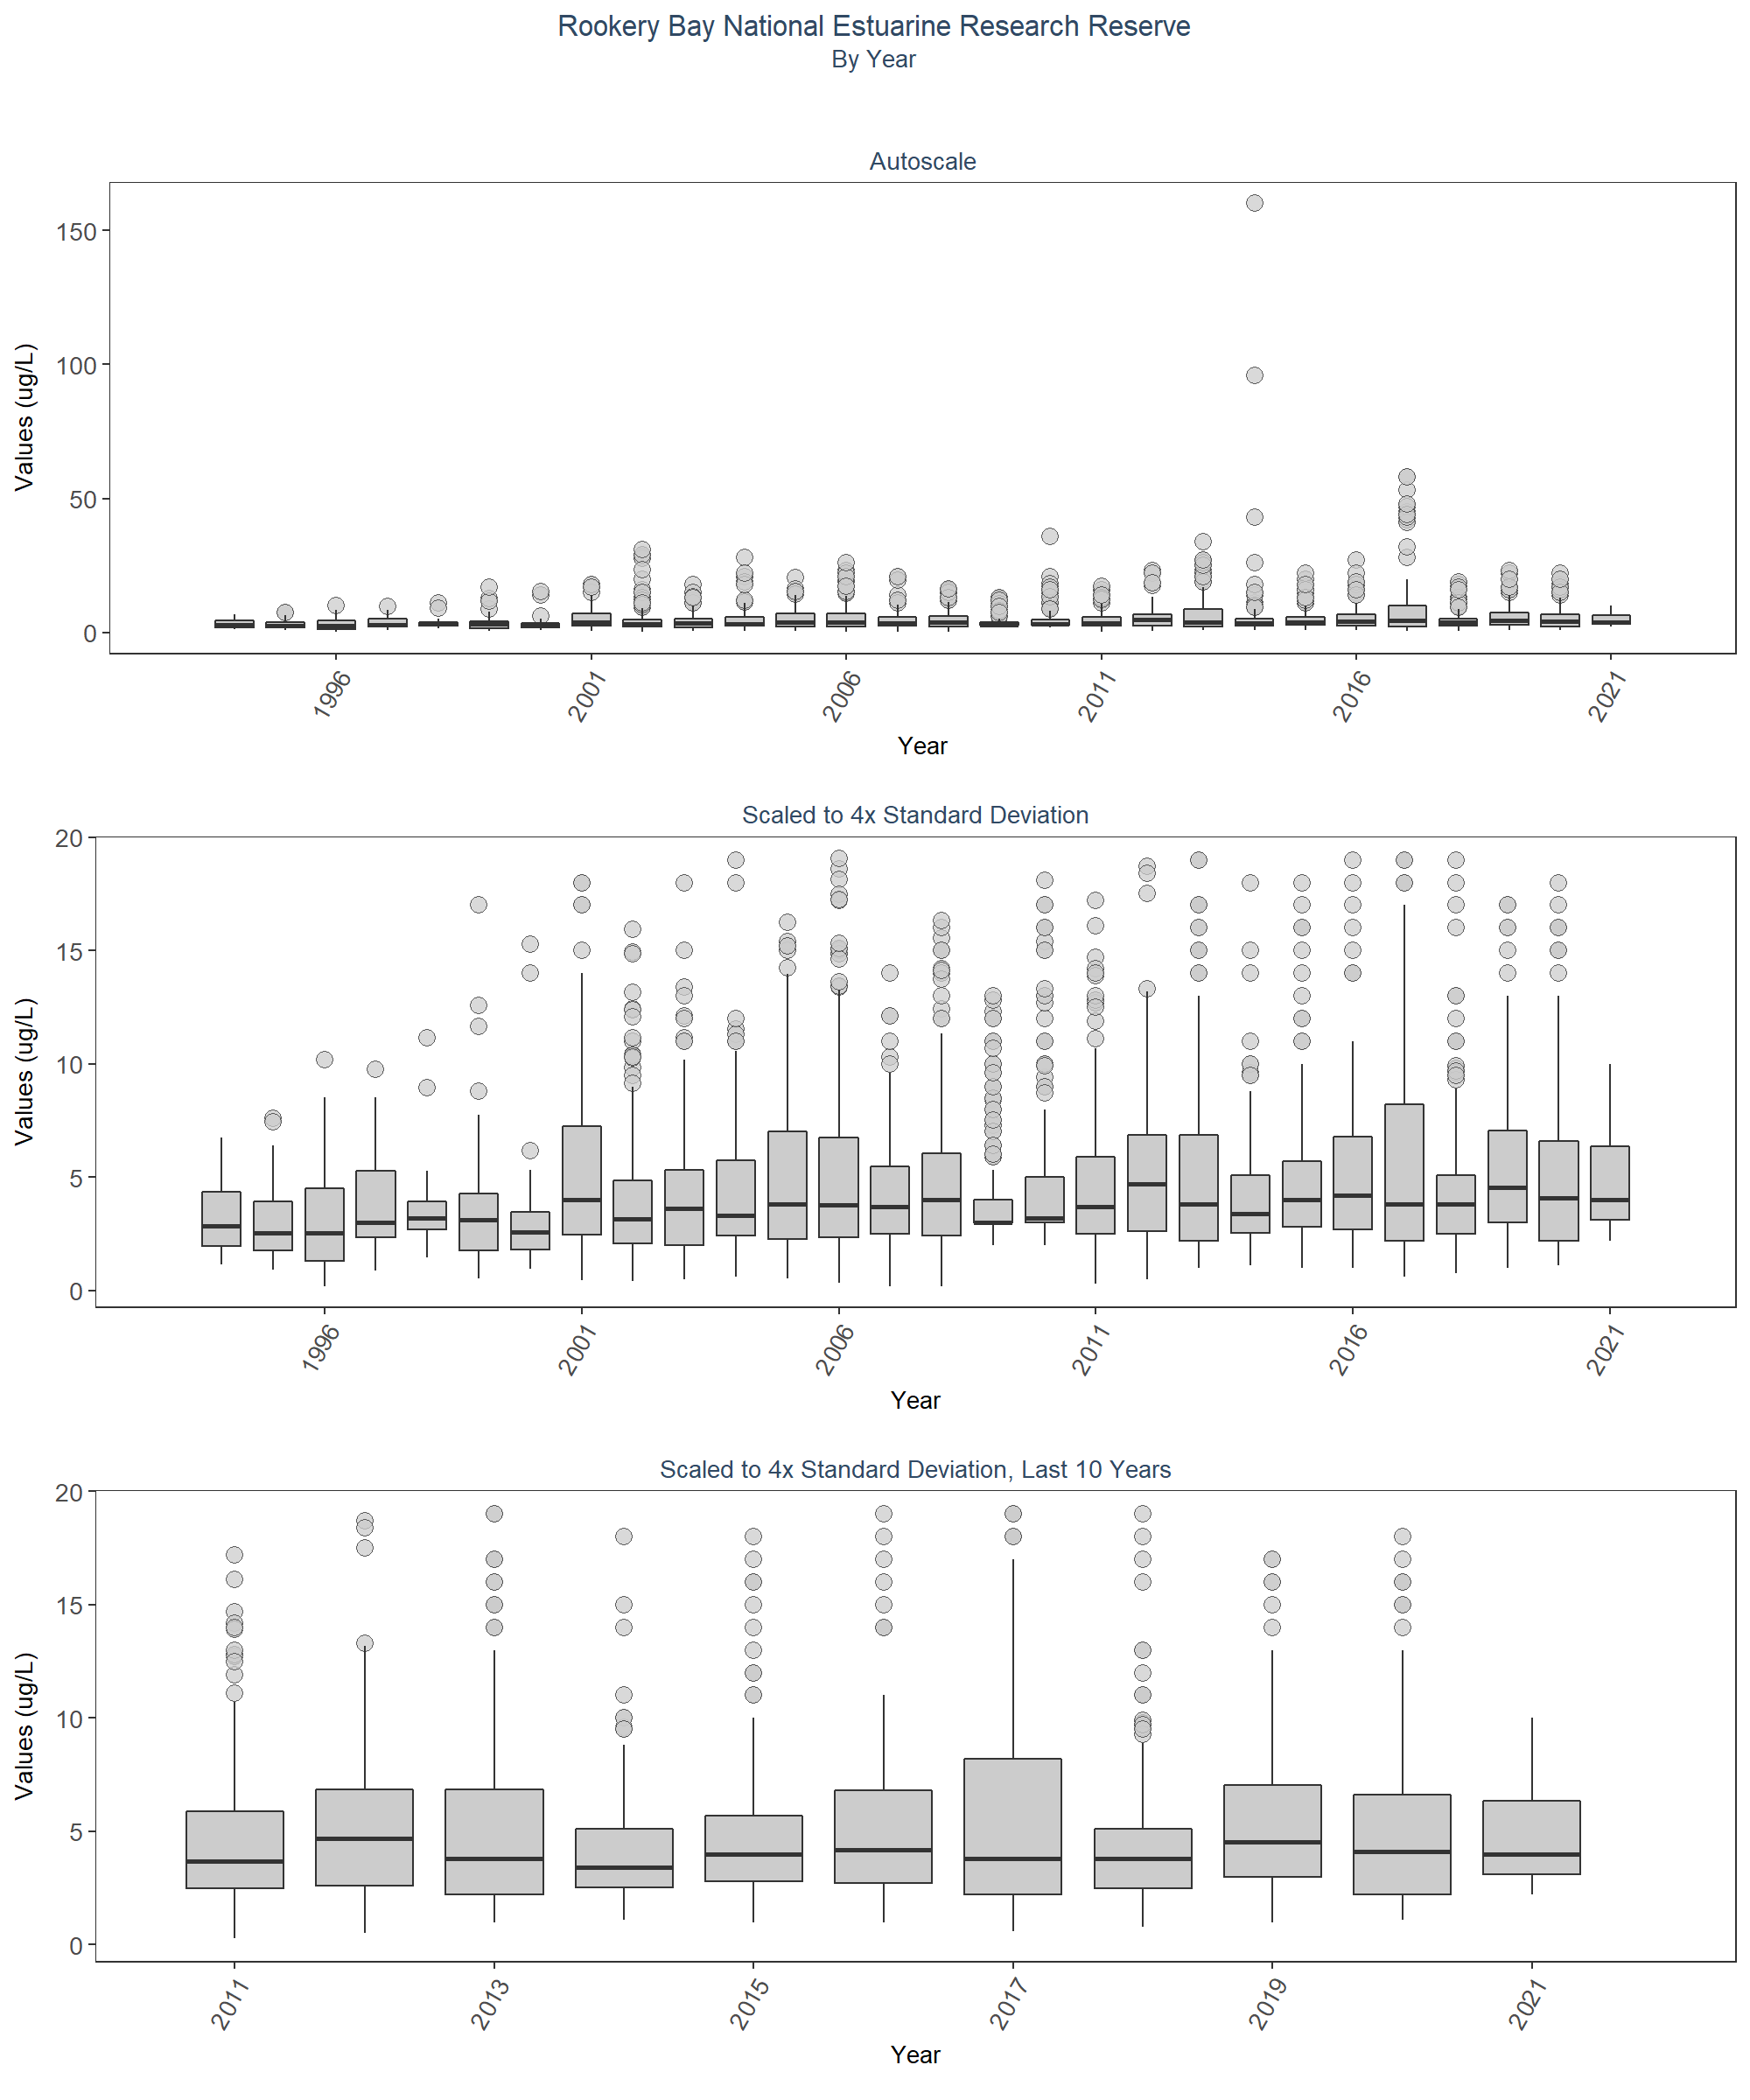 Rookery Bay National Estuarine Research Reserve
By Year
Autoscale
Values (ug/L)
150
100
50
0
1996
2001
2006
2011
2016
2021
Year
Scaled to 4x Standard Deviation
Values (ug/L)
20
15
10
5
0
1996
2001
2006
2011
2016
2021
Year
Scaled to 4x Standard Deviation, Last 10 Years
Values (ug/L)
20
15
10
5
0
2011
2013
2015
2017
2019
2021
Year